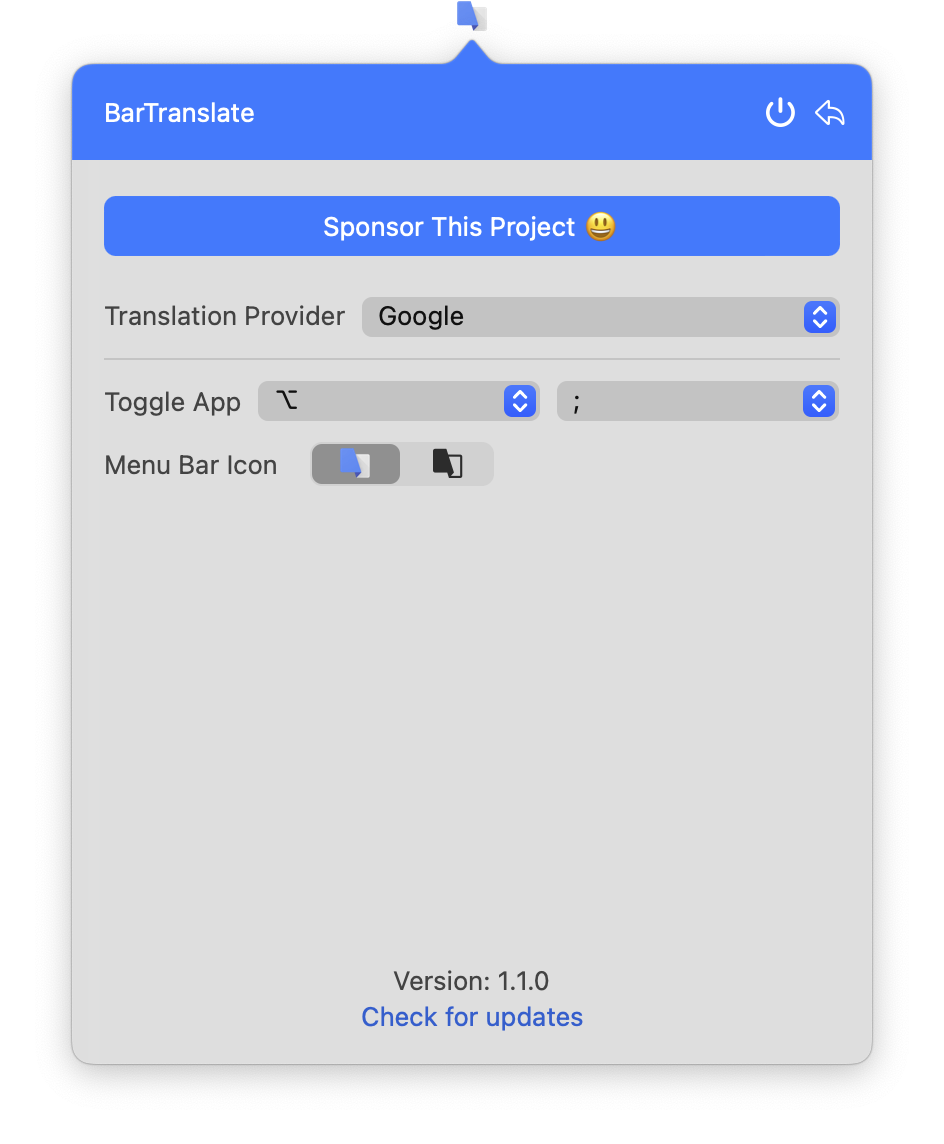 BarTranslate
Sponsor This Project 😃
Translation Provider Google
Toggle App ⌥ ;
Menu Bar Icon
Version: 1.1.0
Check for updates